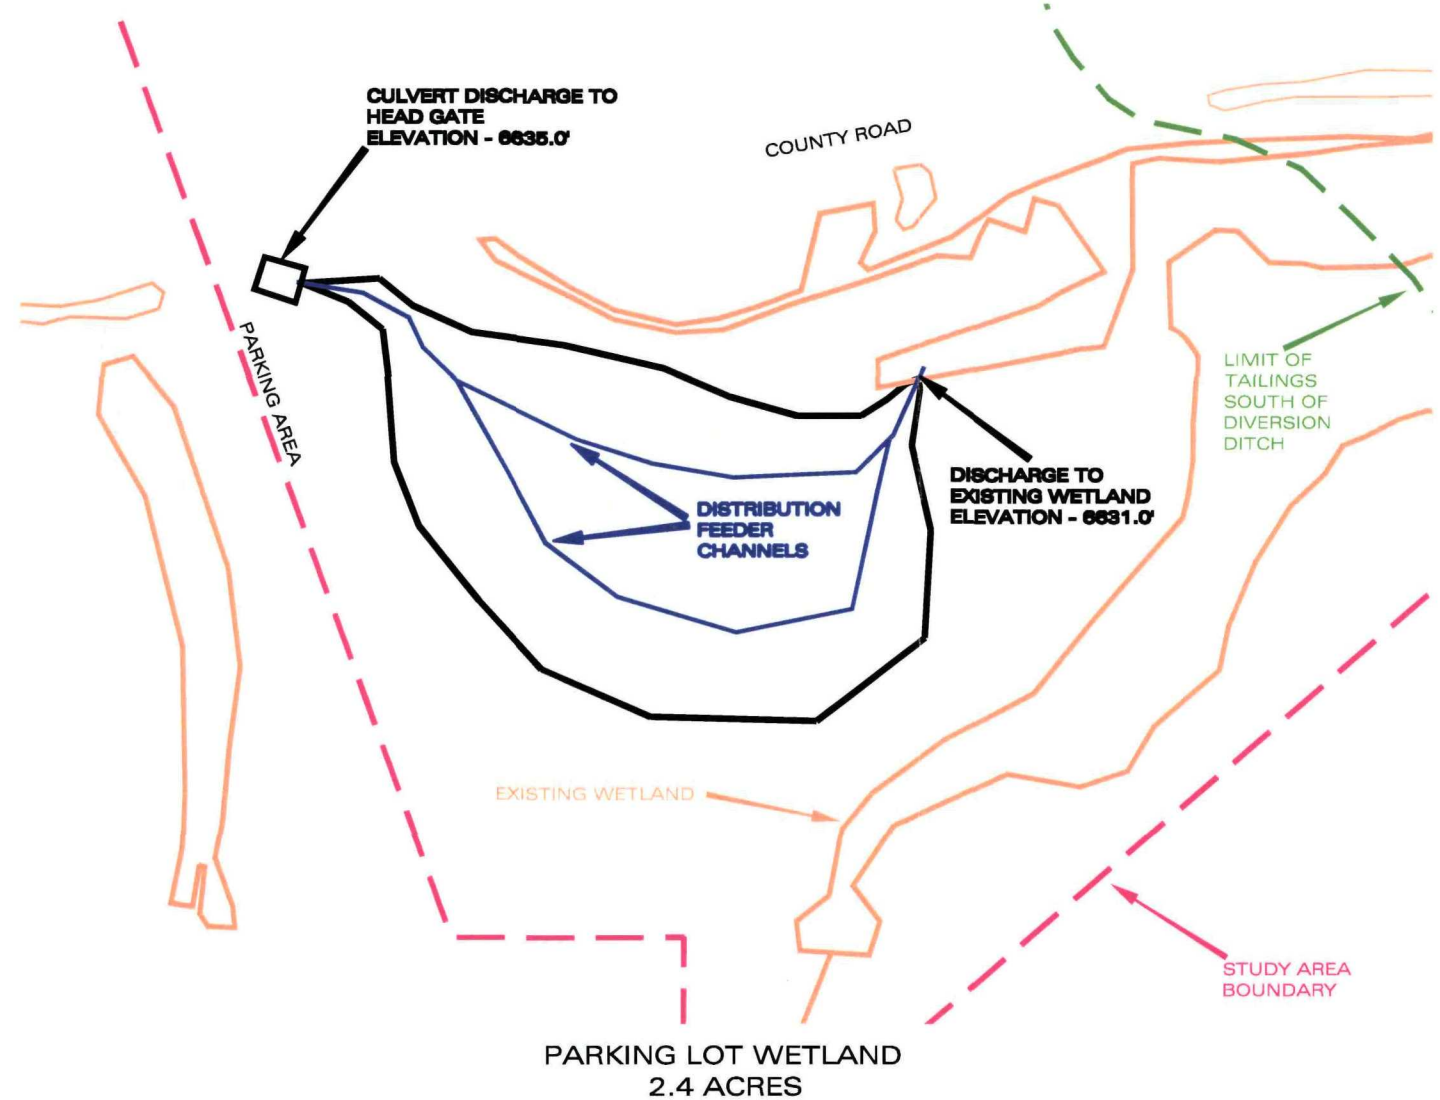 CULVERT DISCHARGE TO
HEAD GATE
ELEVATION - 6635.0'
COUNTY ROAD
PARKING AREA
LIMIT OF
TAILINGS
SOUTH OF
DIVERSION
DITCH
DISCHARGE TO
EXISTING WETLAND
ELEVATION - 6631.0'
DISTRIBUTION
FEEDER
CHANNELS
EXISTING WETLAND
STUDY AREA
BOUNDARY
PARKING LOT WETLAND
2.4 ACRES